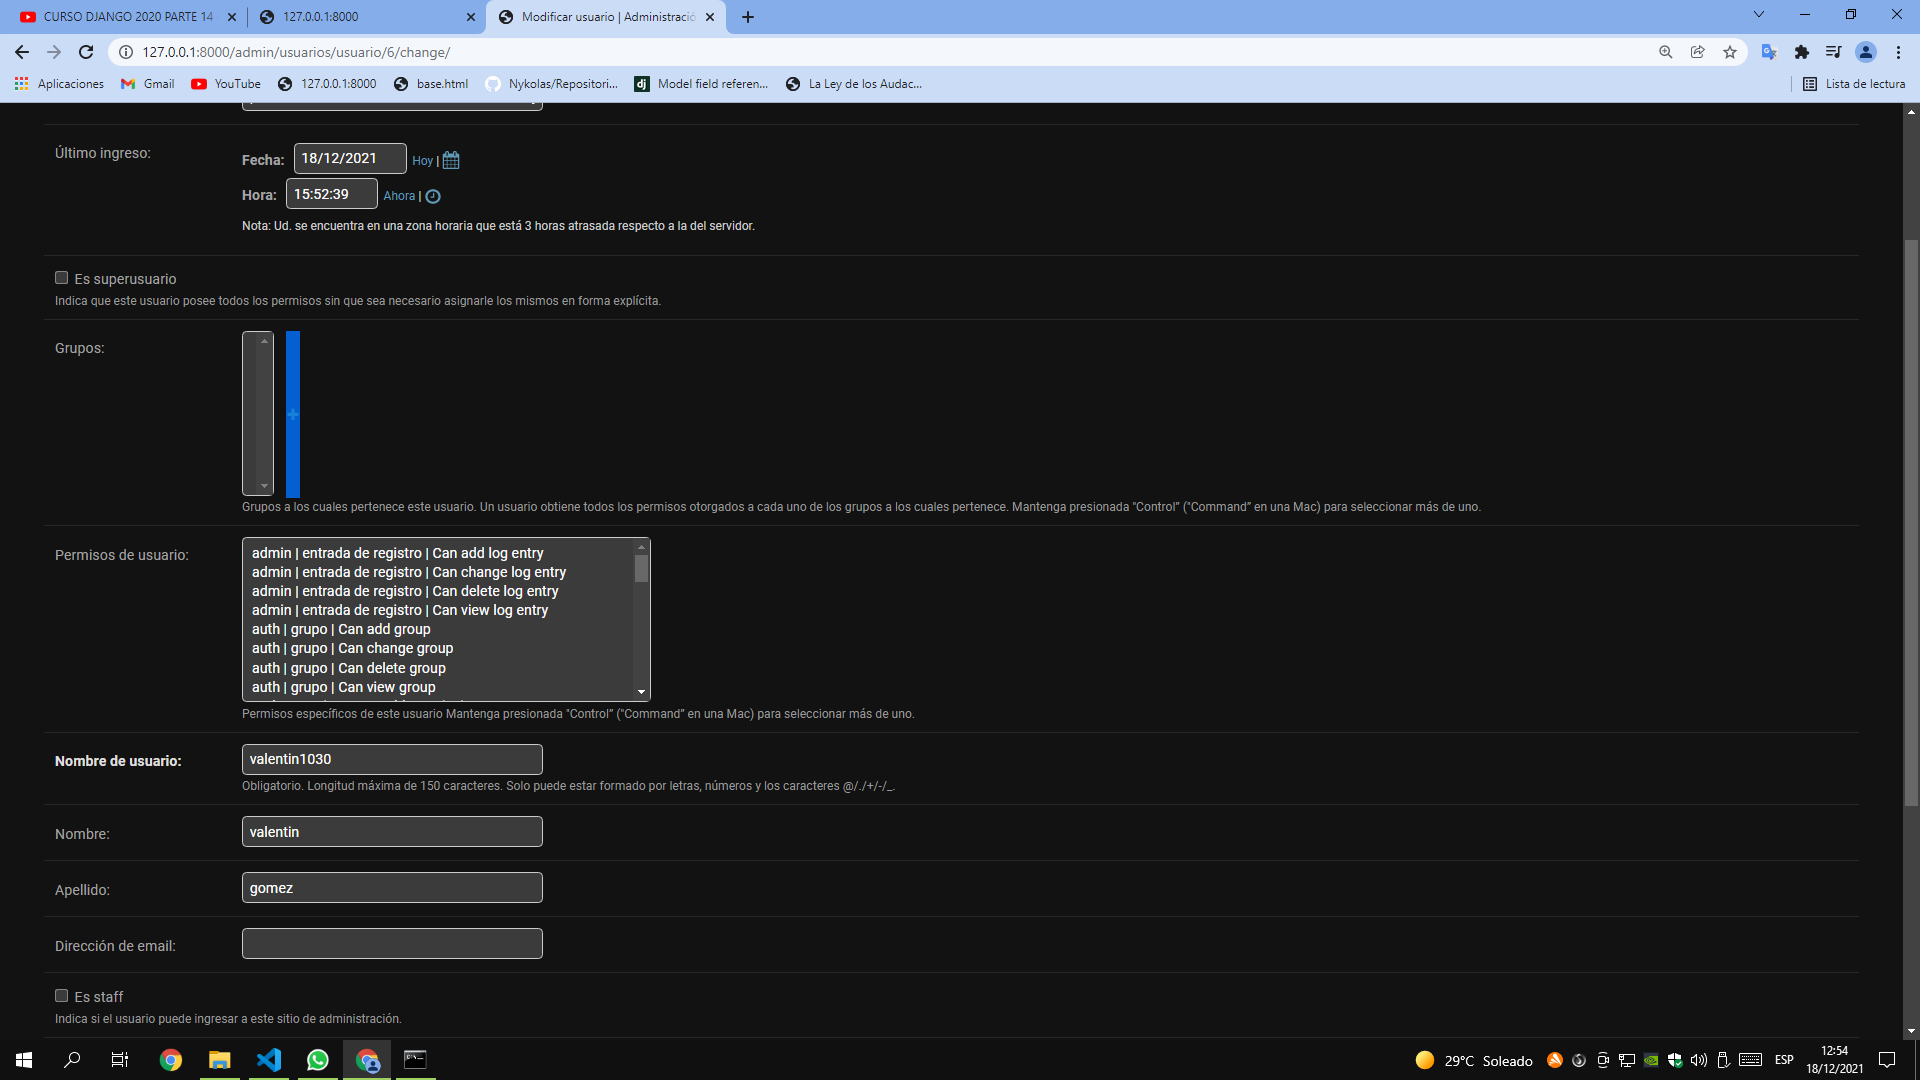 CURSO DJANGO 2020 PARTE 14
127.0.0.1:8000
Modificar usuario | Administració
127.0.0.1:8000/admin/usuarios/usuario/6/change/
Aplicaciones
Gmail
YouTube
127.0.0.1:8000
base.html
Nykolas/Repositori...
dj
Model field referen...
La Ley de los Audac...
Lista de lectura
Último ingreso:
Fecha: 18/12/2021 Hoy |
Hora: 15:52:39 Ahora |
Nota: Ud. se encuentra en una zona horaria que está 3 horas atrasada respecto a la del servidor.
Es superusuario
Indica que este usuario posee todos los permisos sin que sea necesario asignarle los mismos en forma explícita.
Grupos:
Grupos a los cuales pertenece este usuario. Un usuario obtiene todos los permisos otorgados a cada uno de los grupos a los cuales pertenece. Mantenga presionada "Control" ("Command" en una Mac) para seleccionar más de uno.
Permisos de usuario:
admin | entrada de registro | Can add log entry
admin | entrada de registro | Can change log entry
admin | entrada de registro | Can delete log entry
admin | entrada de registro | Can view log entry
auth | grupo | Can add group
auth | grupo | Can change group
auth | grupo | Can delete group
auth | grupo | Can view group
Permisos específicos de este usuario Mantenga presionada "Control" ("Command" en una Mac) para seleccionar más de uno.
Nombre de usuario: valentin1030
Obligatorio. Longitud máxima de 150 caracteres. Solo puede estar formado por letras, números y los caracteres @/./+/-/_.
Nombre: valentin
Apellido: gomez
Dirección de email:
Es staff
Indica si el usuario puede ingresar a este sitio de administración.
29°C Soleado
ESP
12:54
18/12/2021